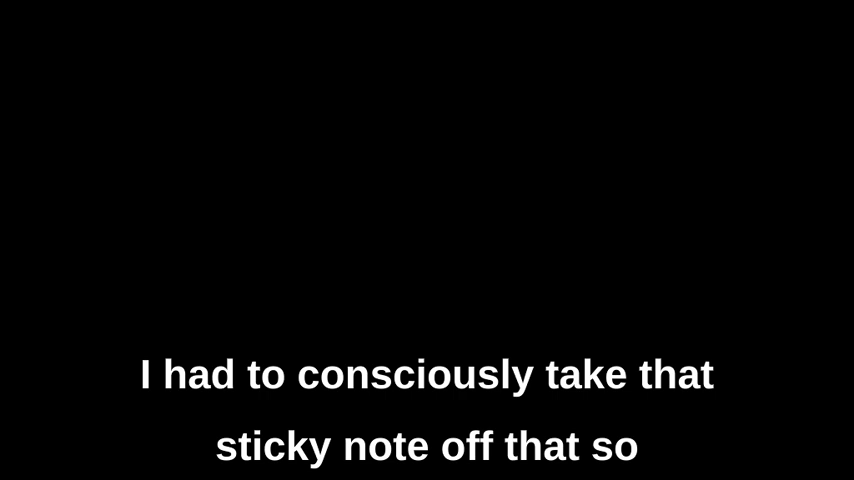 I had to consciously take that
sticky note off that so